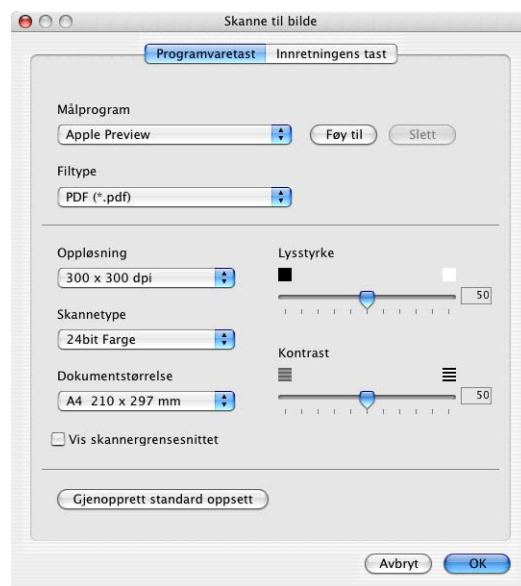 Skanne til bilde
Programvaretast Innretningens tast
Målprogram
Apple Preview Føy til Slett
Filtype
PDF (*.pdf)
Oppløsning Lysstyrke
300 x 300 dpi 50
Skannetype
24bit Farge
Kontrast
Dokumentstørrelse
A4 210 x 297 mm 50
Vis skannergrensesnittet
Gjenopprett standard oppsett
Avbryt OK